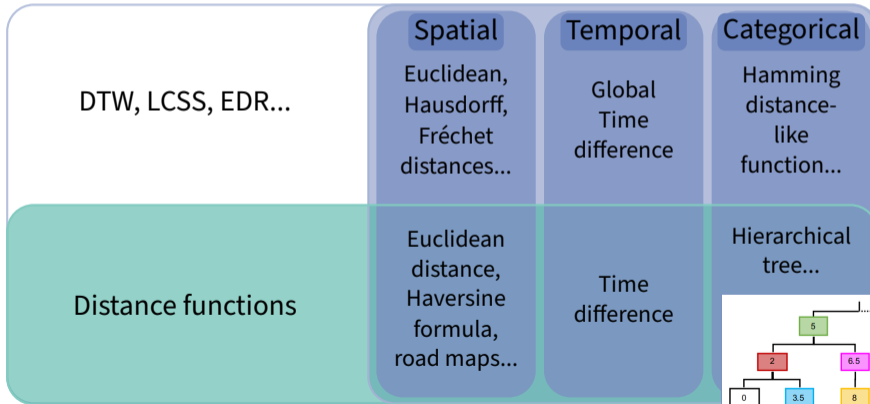 Spatial
Temporal
Categorical
DTW, LCSS, EDR...
Euclidean,
Hausdorff,
Fréchet
distances...
Global
Time
difference
Hamming
distance-
like
function...
Distance functions
Euclidean
distance,
Haversine
formula,
road maps...
Time
difference
Hierarchical
tree...
...
5
2
6.5
0
3.5
8